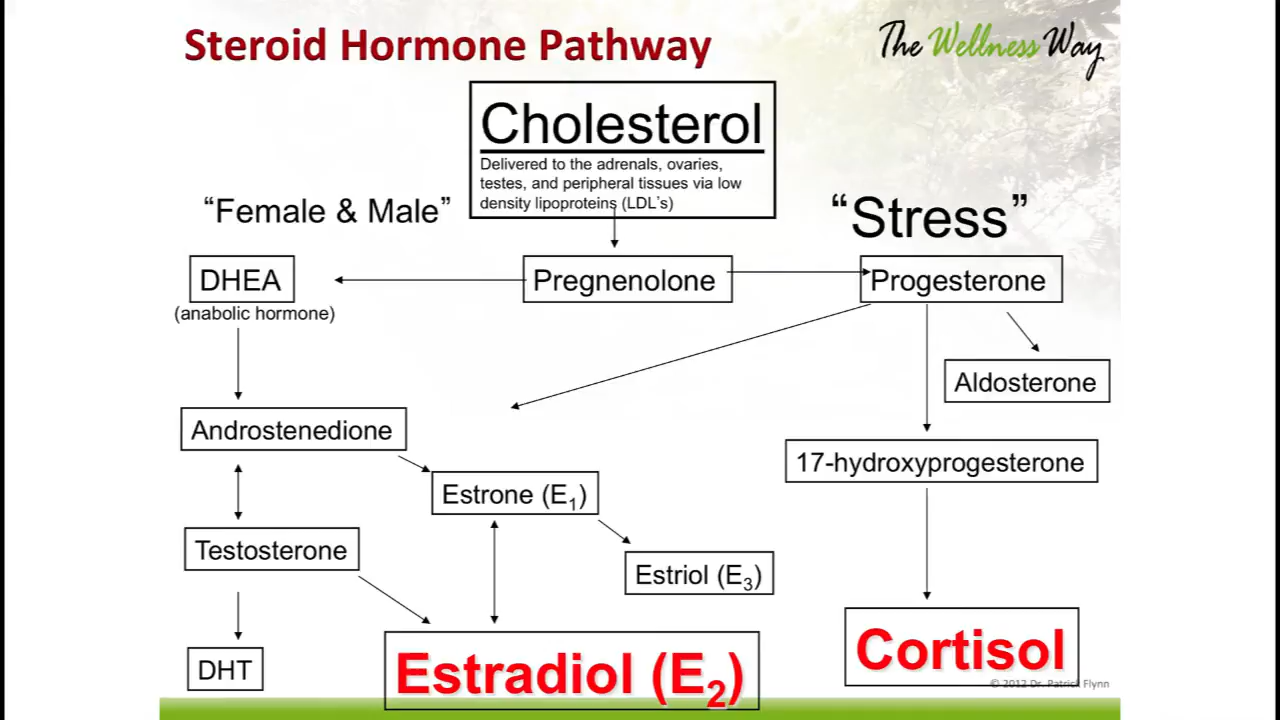 Steroid Hormone Pathway
The Wellness Way
Cholesterol
Delivered to the adrenals, ovaries,
testes, and peripheral tissues via low
density lipoproteins (LDL's)
“Female & Male”
“Stress”
DHEA
(anabolic hormone)
Pregnenolone
Progesterone
Aldosterone
Androstenedione
17-hydroxyprogesterone
Estrone (E1)
Testosterone
Estriol (E3)
DHT
Estradiol (E2)
Cortisol
© 2012 Dr. Patrick Flynn